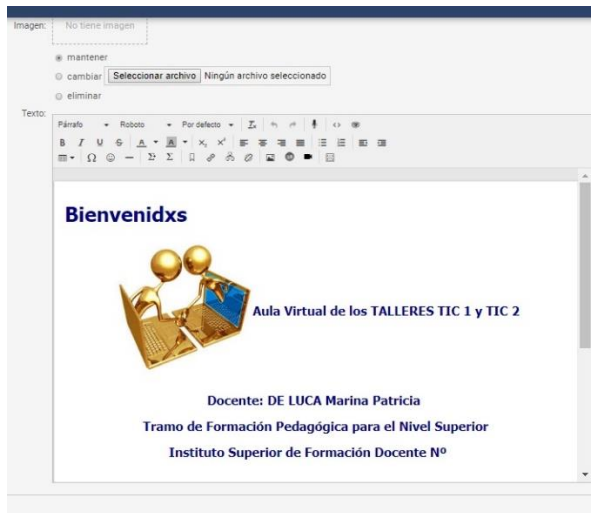 Imagen: No tiene imagen
mantener
cambiar Seleccionar archivo Ningún archivo seleccionado
eliminar
Texto:
Párrafo Roboto Por defecto
Bienvenidxs
Aula Virtual de los TALLERES TIC 1 y TIC 2
Docente: DE LUCA Marina Patricia
Tramo de Formación Pedagógica para el Nivel Superior
Instituto Superior de Formación Docente Nº